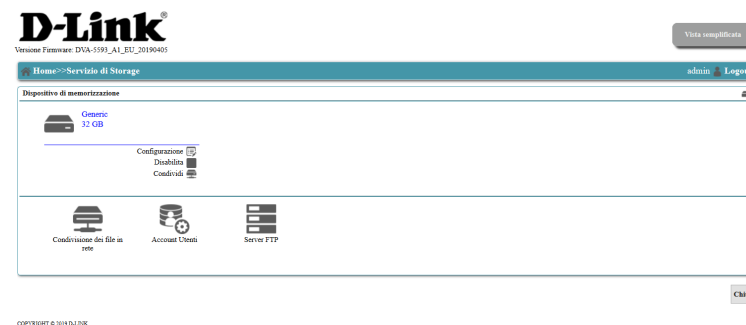 D-Link®
Vista semplificata
Versione Firmware: DVA-5593_A1_EU_20190405
Home>>Servizio di Storage
admin
Dispositivo di memorizzazione
Generic
32 GB
Configurazione
Disabilita
Condividi
Condivisione dei file in
rete
Account Utenti
Server FTP
COPYRIGHT © 2019 D-LINK